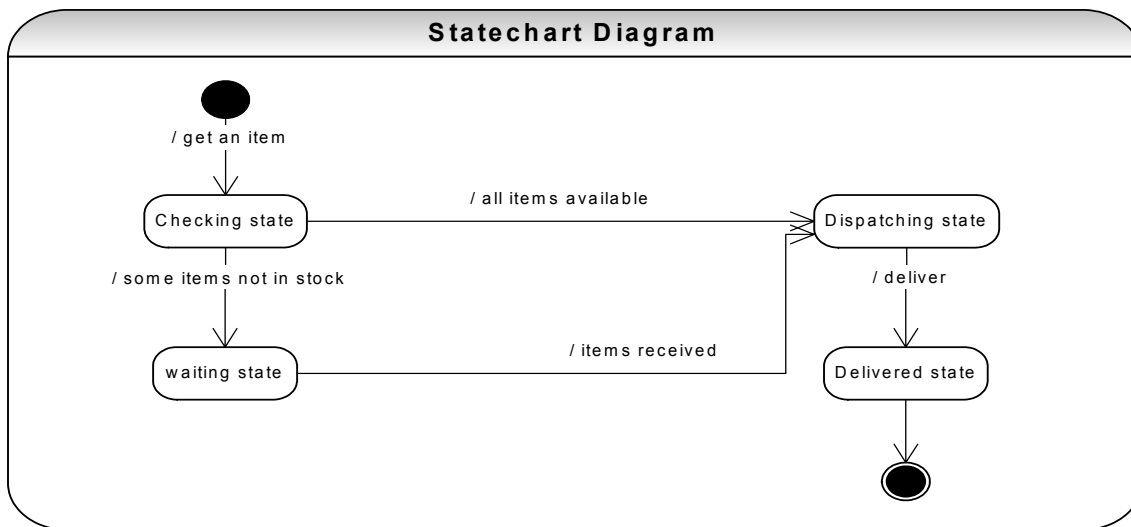 Statechart Diagram
/ get an item
/ all items available
Checking state
Dispatching state
/ some items not in stock
/ deliver
/ items received
waiting state
Delivered state